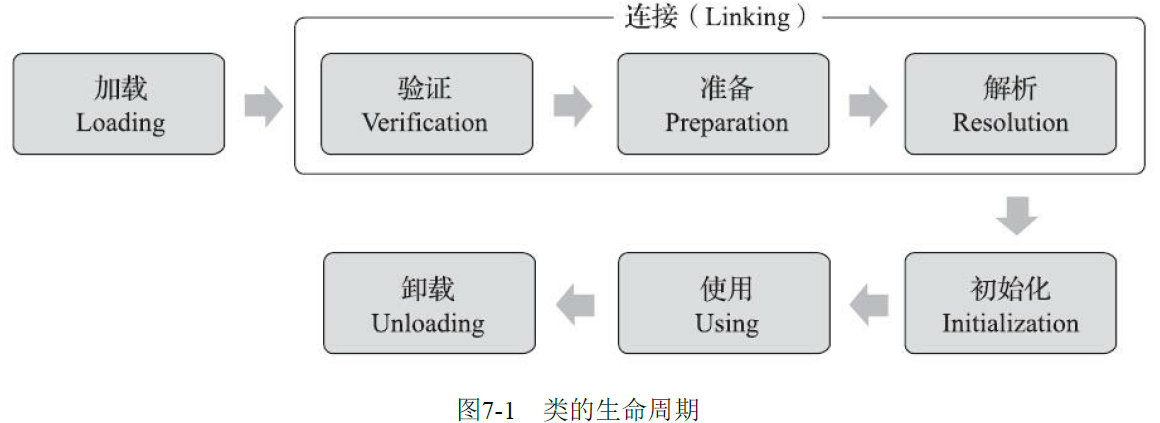 连接（Linking）
加载
Loading
验证
Verification
准备
Preparation
解析
Resolution
初始化
Initialization
使用
Using
卸载
Unloading
图7-1 类的生命周期